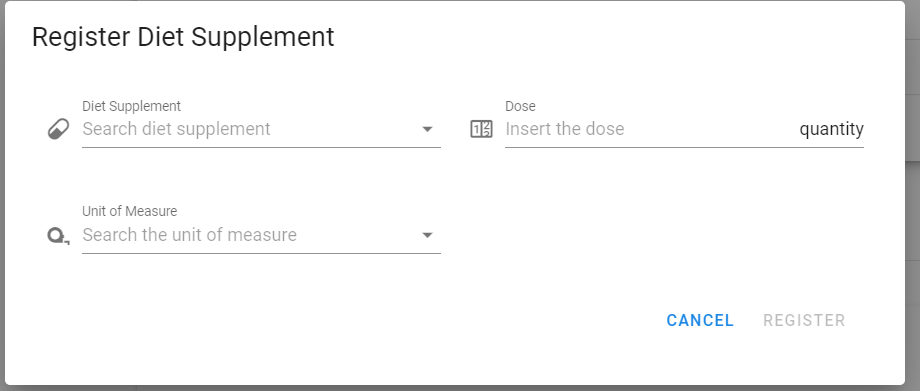 Register Diet Supplement
Diet Supplement
Search diet supplement
Dose
Insert the dose quantity
Unit of Measure
Search the unit of measure
CANCEL REGISTER